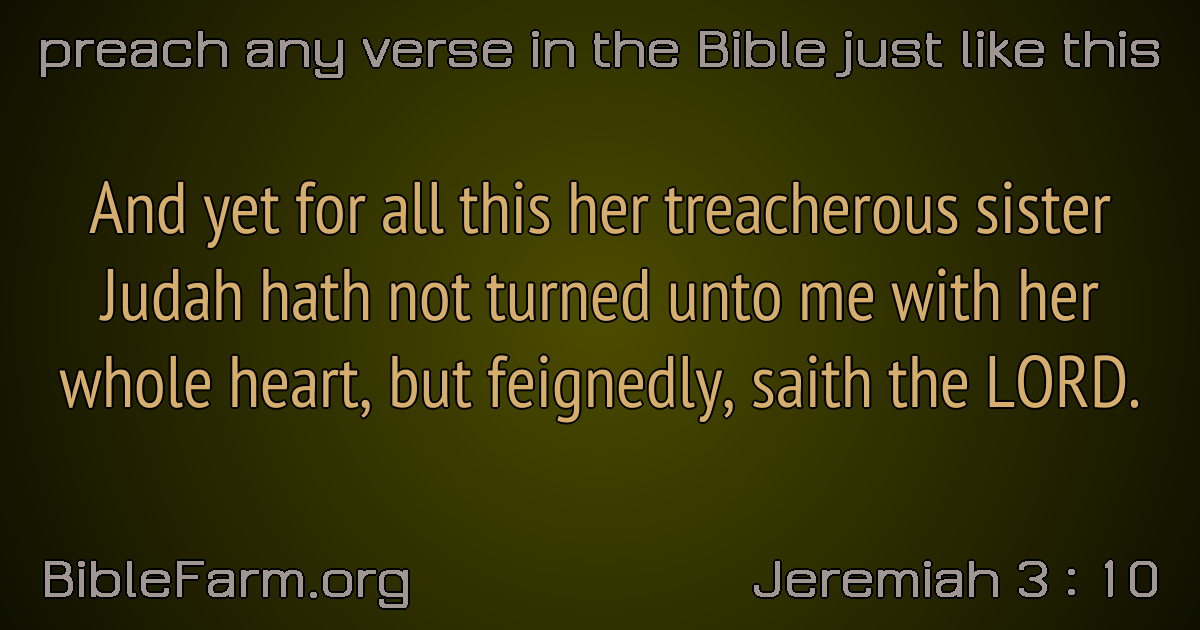 preach any verse in the Bible just like this
And yet for all this her treacherous sister
Judah hath not turned unto me with her
whole heart, but feignedly, saith the LORD.
BibleFarm.org
Jeremiah 3 : 10